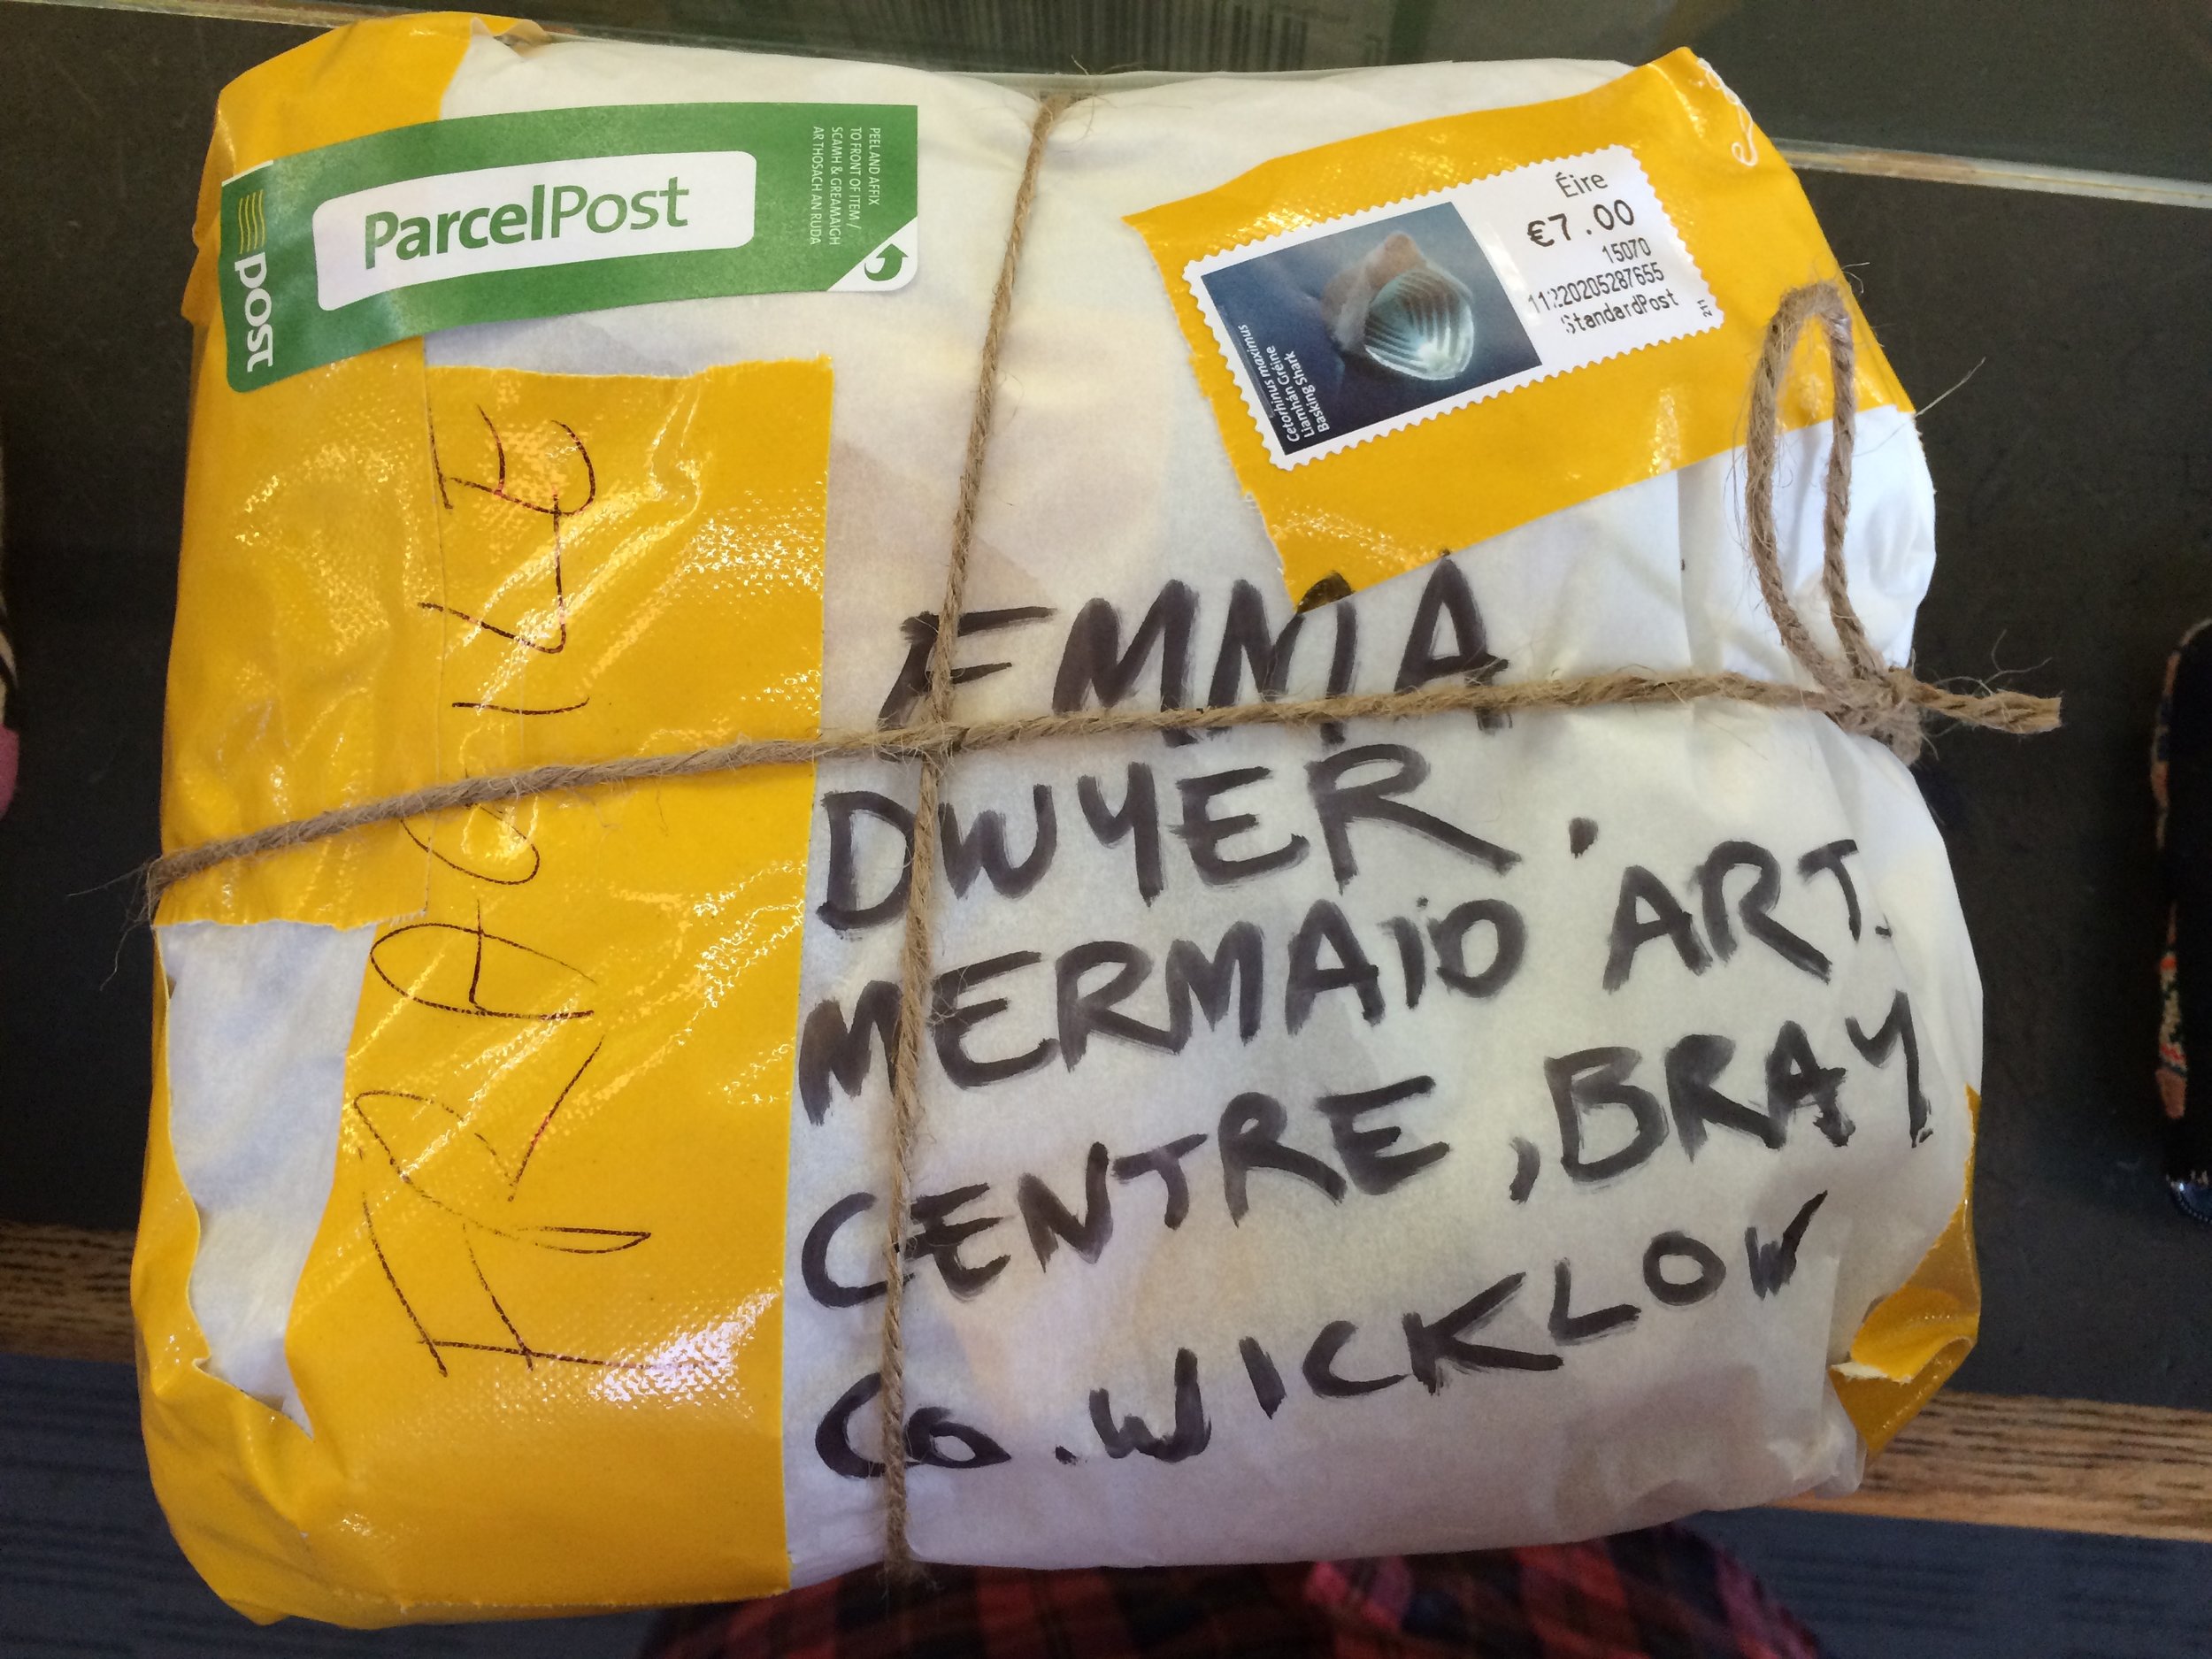 post
ParcelPost
PEEL AND AFFIX
TO FRONT OF ITEM /
SCAMH & GREAMAIGH
AR THOSACH AN RUDA
Éire
€7.00
15070
StandardPost
211
Cetorhinus maximus
Liamhán Gréine
Basking Shark
FRAGILE
EMMA
DWYER.
MERMAID ART.
CENTRE, BRAY
Co. WICKLOW